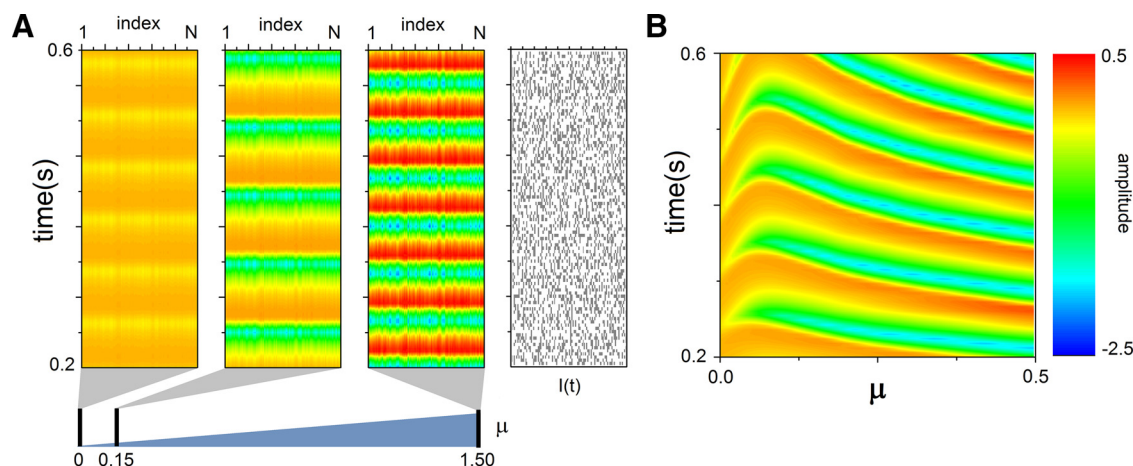 A
1 index N
1 index N
1 index N
0.6
time(s)
0.2
I(t)
μ
0 0.15 1.50
B
0.6
time(s)
0.2
0.0 μ 0.5
0.5
amplitude
-2.5